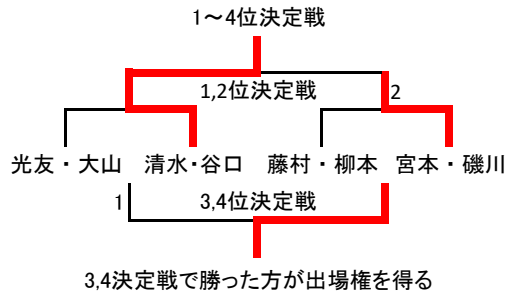 1～4位決定戦
1,2位決定戦
2
光友・大山 清水・谷口 藤村・柳本 宮本・磯川
1
3,4位決定戦
3,4決定戦で勝った方が出場権を得る